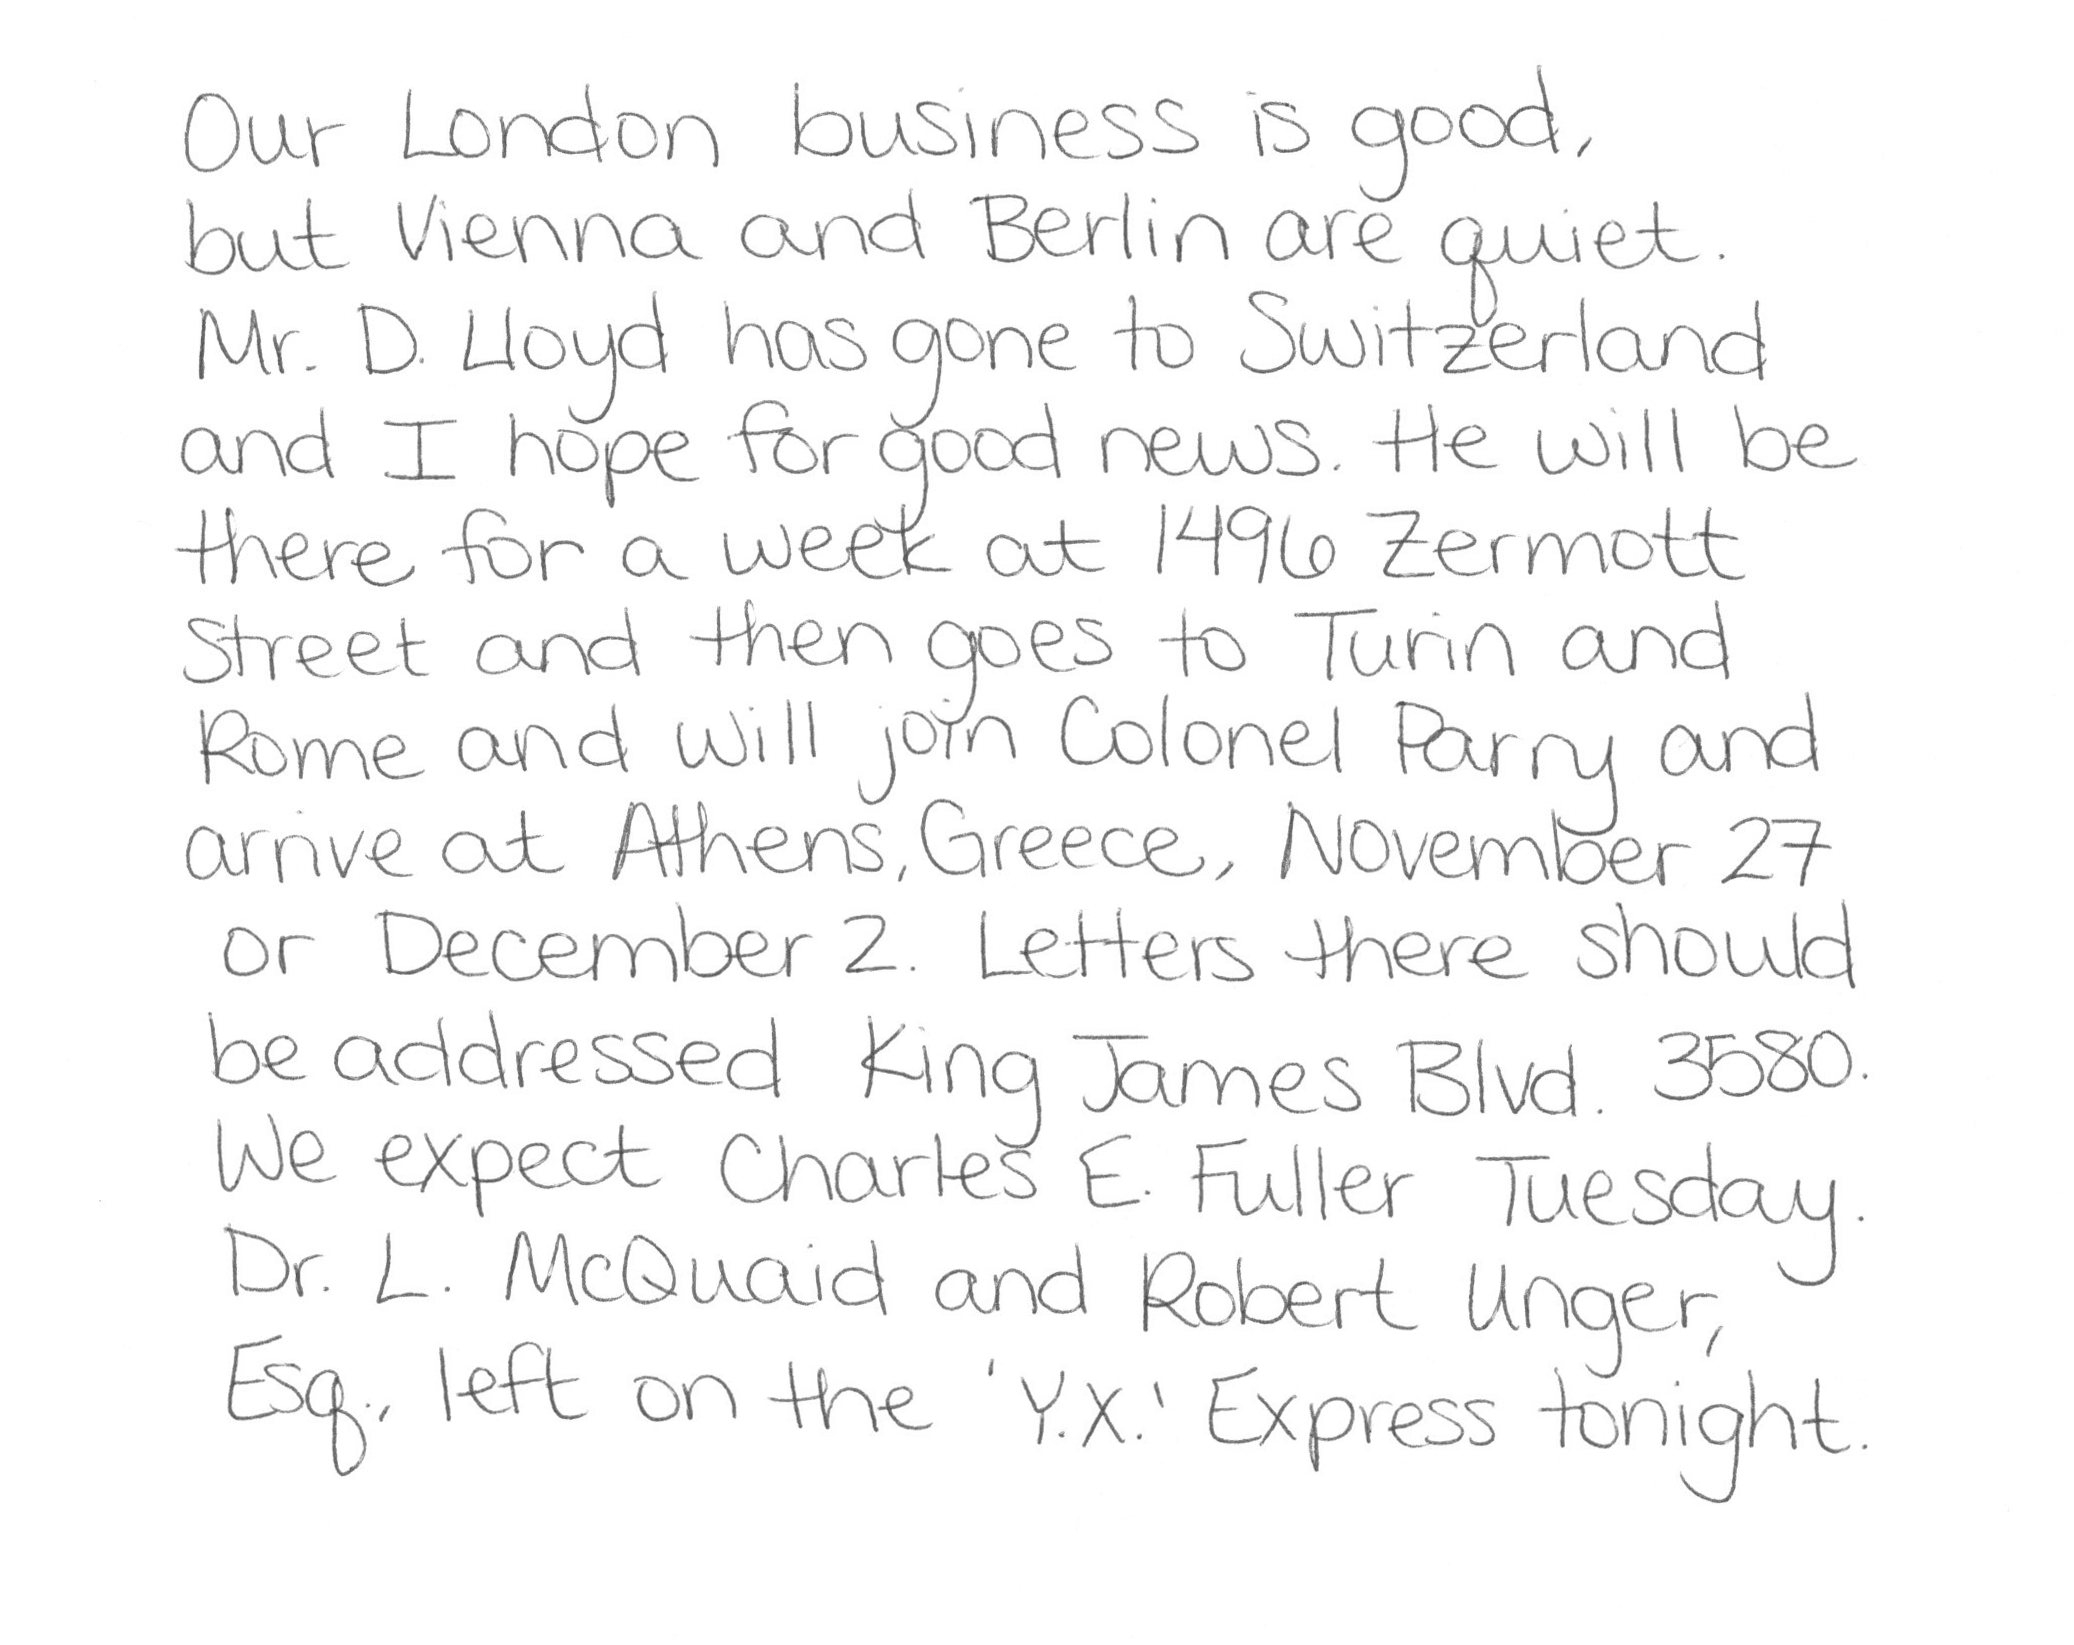 Our London business is good,
but Vienna and Berlin are quiet.
Mr. D. Lloyd has gone to Switzerland
and I hope for good news. He will be
there for a week at 1496 Zermott
Street and then goes to Turin and
Rome and will join Colonel Parry and
arrive at Athens, Greece, November 27
or December 2. Letters there should
be addressed King James Blvd. 3580.
We expect Charles E. Fuller Tuesday.
Dr. L. McQuaid and Robert Unger,
Esq., left on the 'Y.X.' Express tonight.